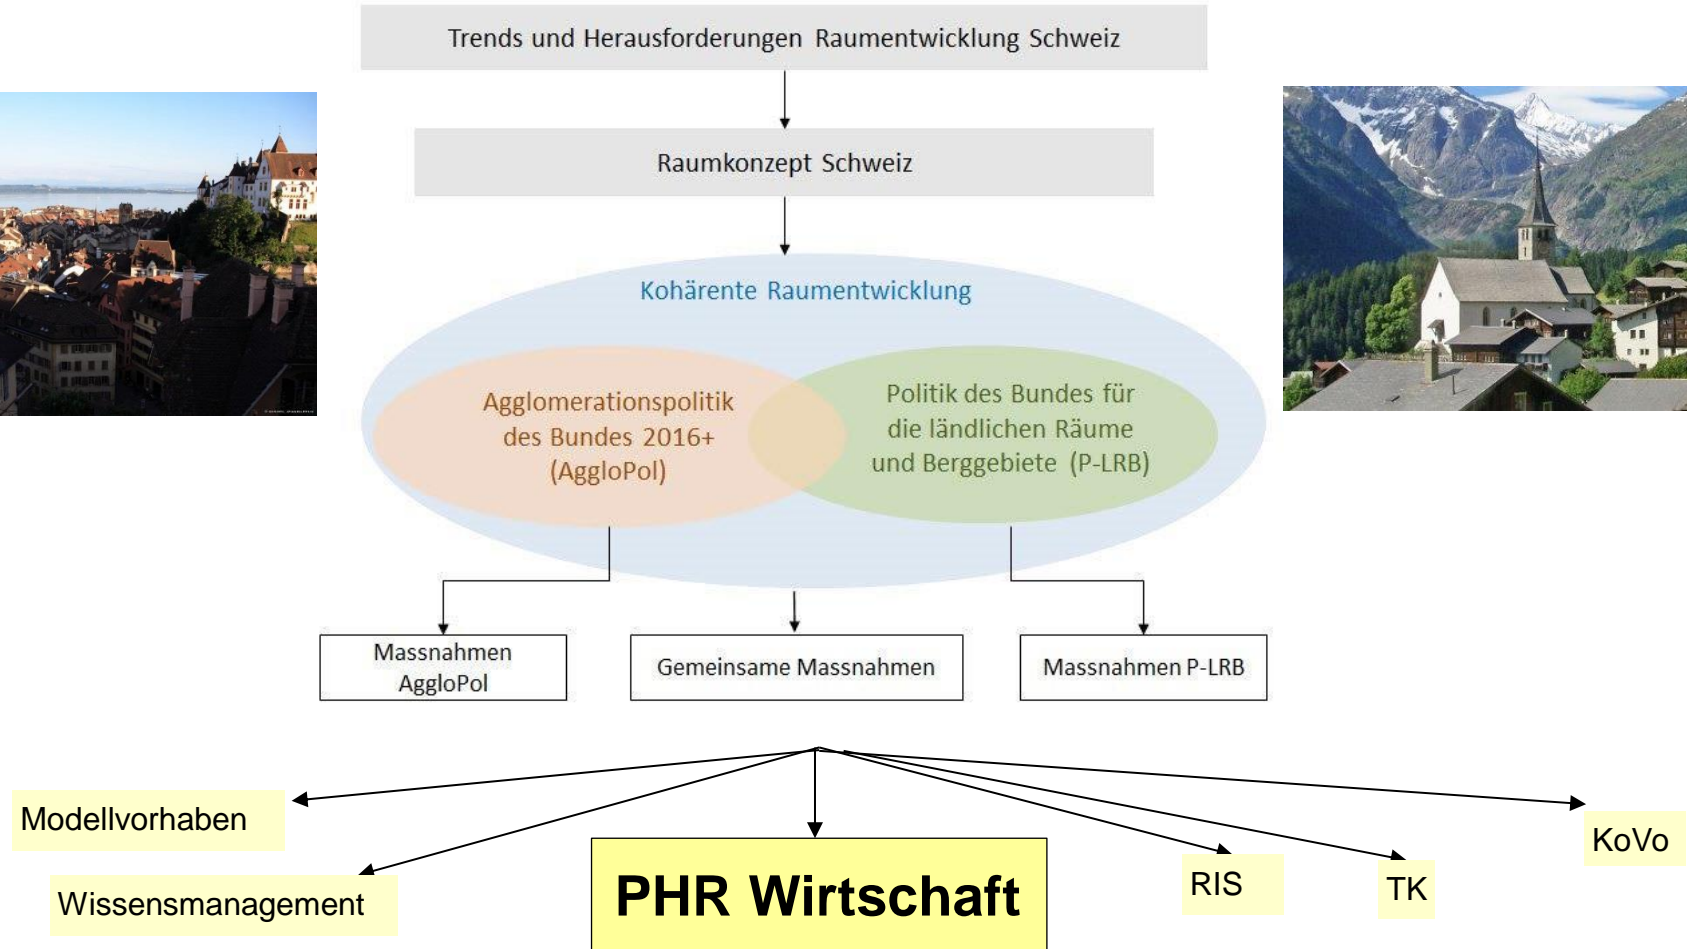 Trends und Herausforderungen Raumentwicklung Schweiz
Raumkonzept Schweiz
Kohärente Raumentwicklung
Agglomerationspolitik
des Bundes 2016+
(AggloPol)
Politik des Bundes für
die ländlichen Räume
und Berggebiete (P-LRB)
Massnahmen
AggloPol
Gemeinsame Massnahmen
Massnahmen P-LRB
Modellvorhaben
Wissensmanagement
PHR Wirtschaft
RIS
TK
KoVo